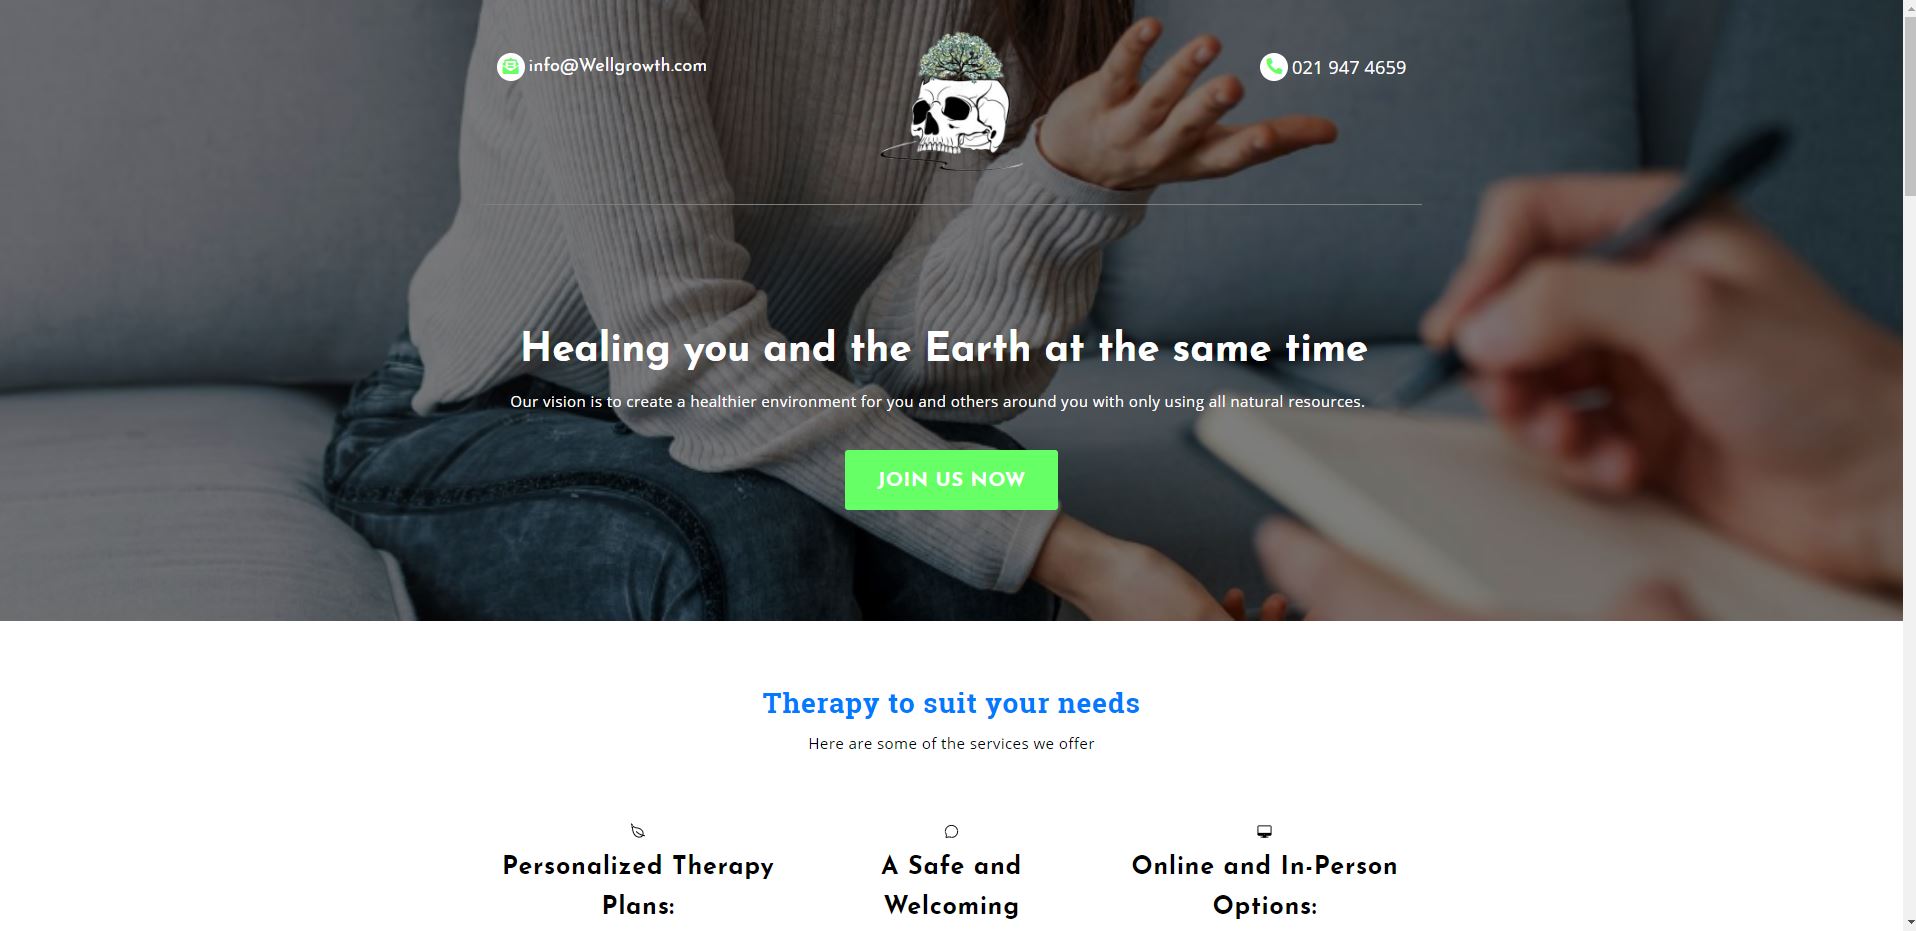 info@Wellgrowth.com
021 947 4659
Healing you and the Earth at the same time
Our vision is to create a healthier environment for you and others around you with only using all natural resources.
JOIN US NOW
Therapy to suit your needs
Here are some of the services we offer
Personalized Therapy
Plans:
A Safe and
Welcoming
Online and In-Person
Options: